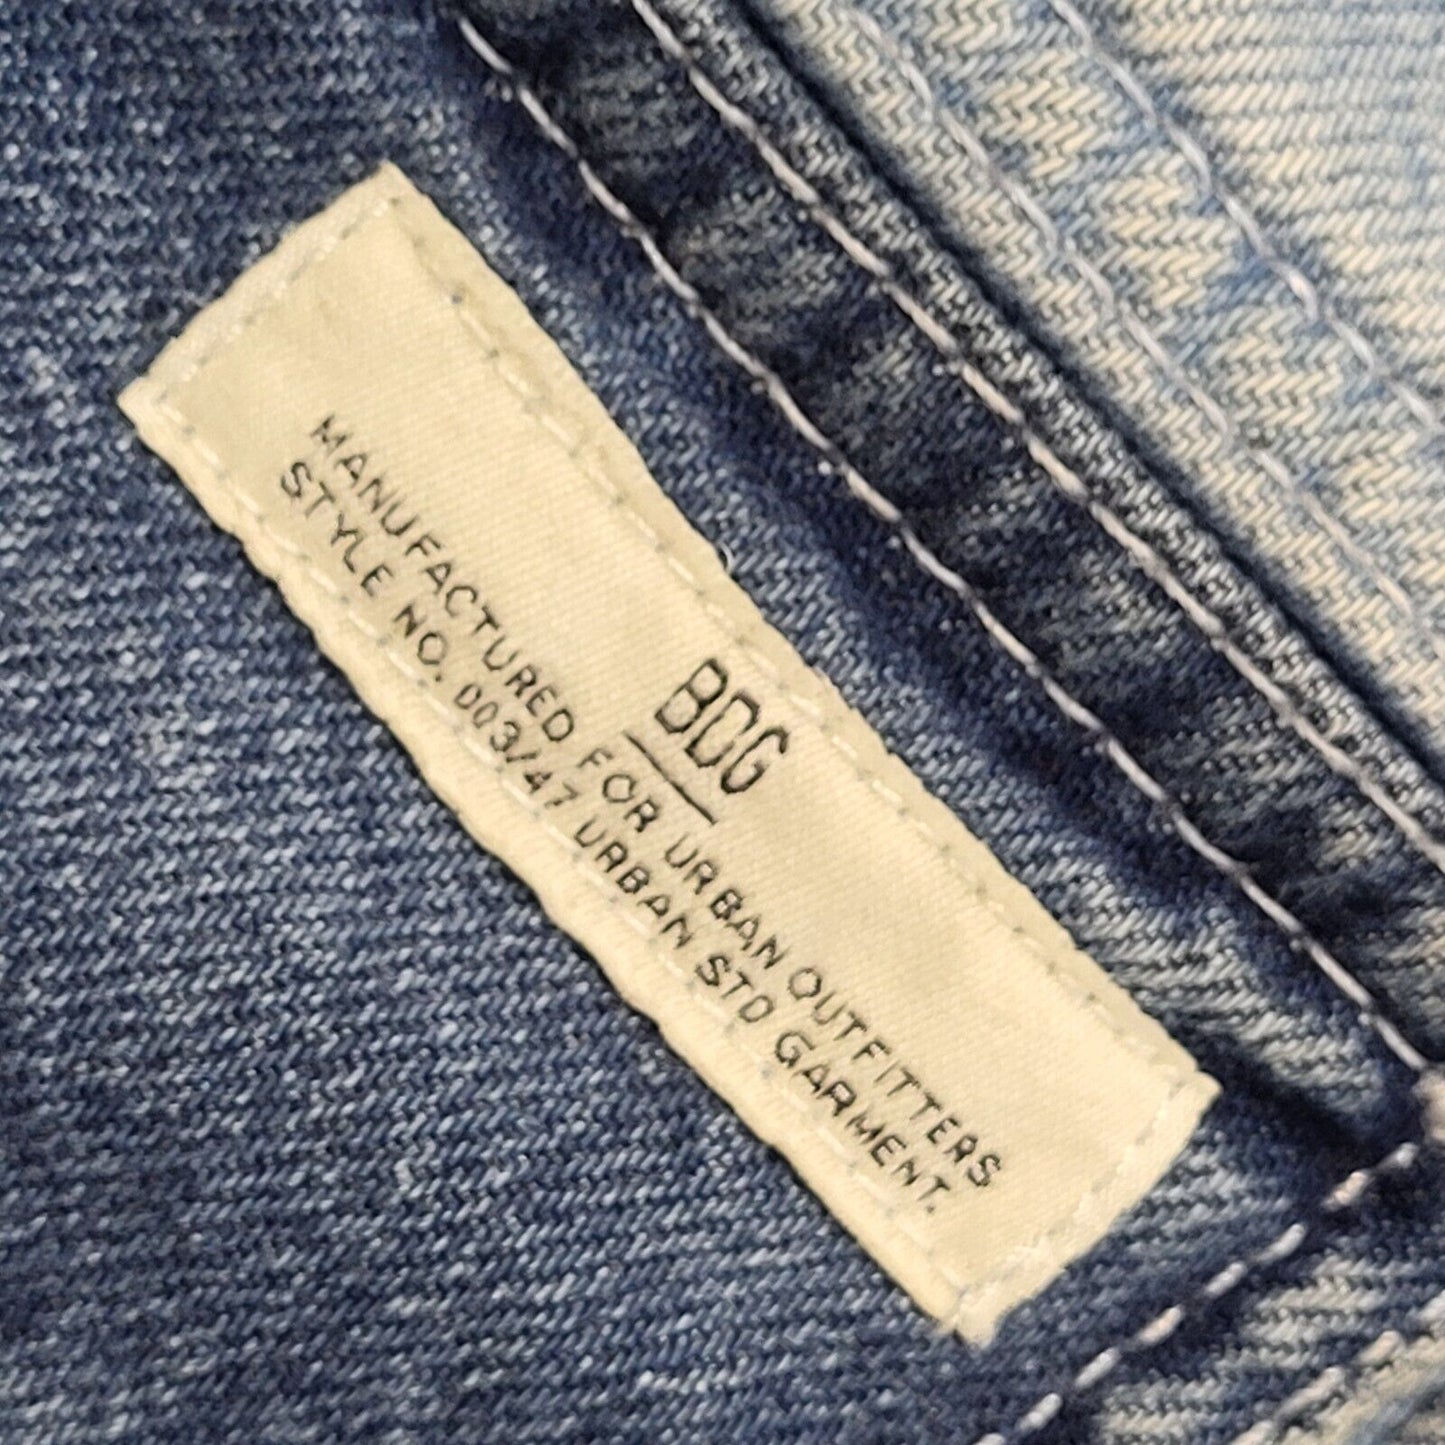 BDG
MANUFACTURED FOR URBAN OUTFITTERS
STYLE NO. 003/47 URBAN STD GARMENT.